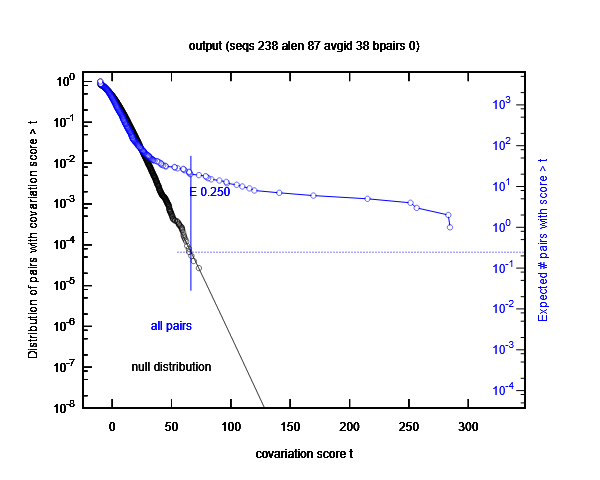 output (seqs 238 alen 87 avgid 38 bpairs 0)
Distribution of pairs with covariation score > t
10^0
10^-1
10^-2
10^-3
10^-4
10^-5
10^-6
10^-7
10^-8
E 0.250
all pairs
null distribution
10^3
10^2
10^1
10^0
10^-1
10^-2
10^-3
10^-4
Expected # pairs with score > t
0 50 100 150 200 250 300
covariation score t